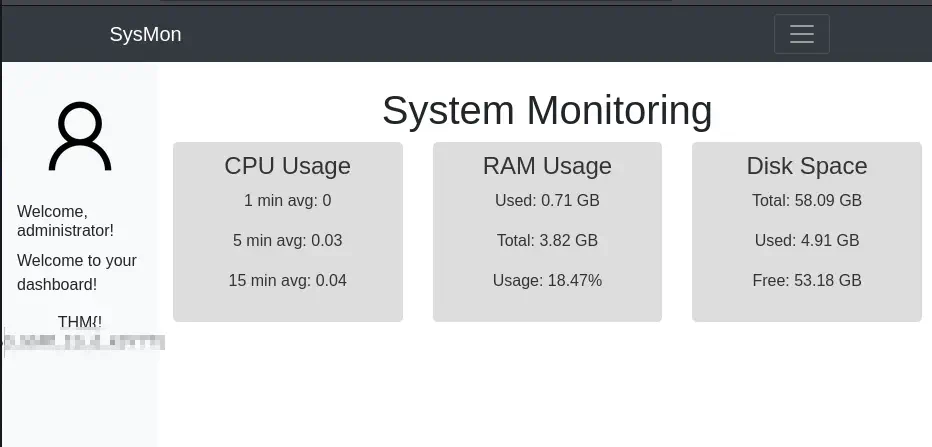 SysMon
Welcome,
administrator!
Welcome to your
dashboard!
THM{!
System Monitoring
CPU Usage
1 min avg: 0
5 min avg: 0.03
15 min avg: 0.04
RAM Usage
Used: 0.71 GB
Total: 3.82 GB
Usage: 18.47%
Disk Space
Total: 58.09 GB
Used: 4.91 GB
Free: 53.18 GB